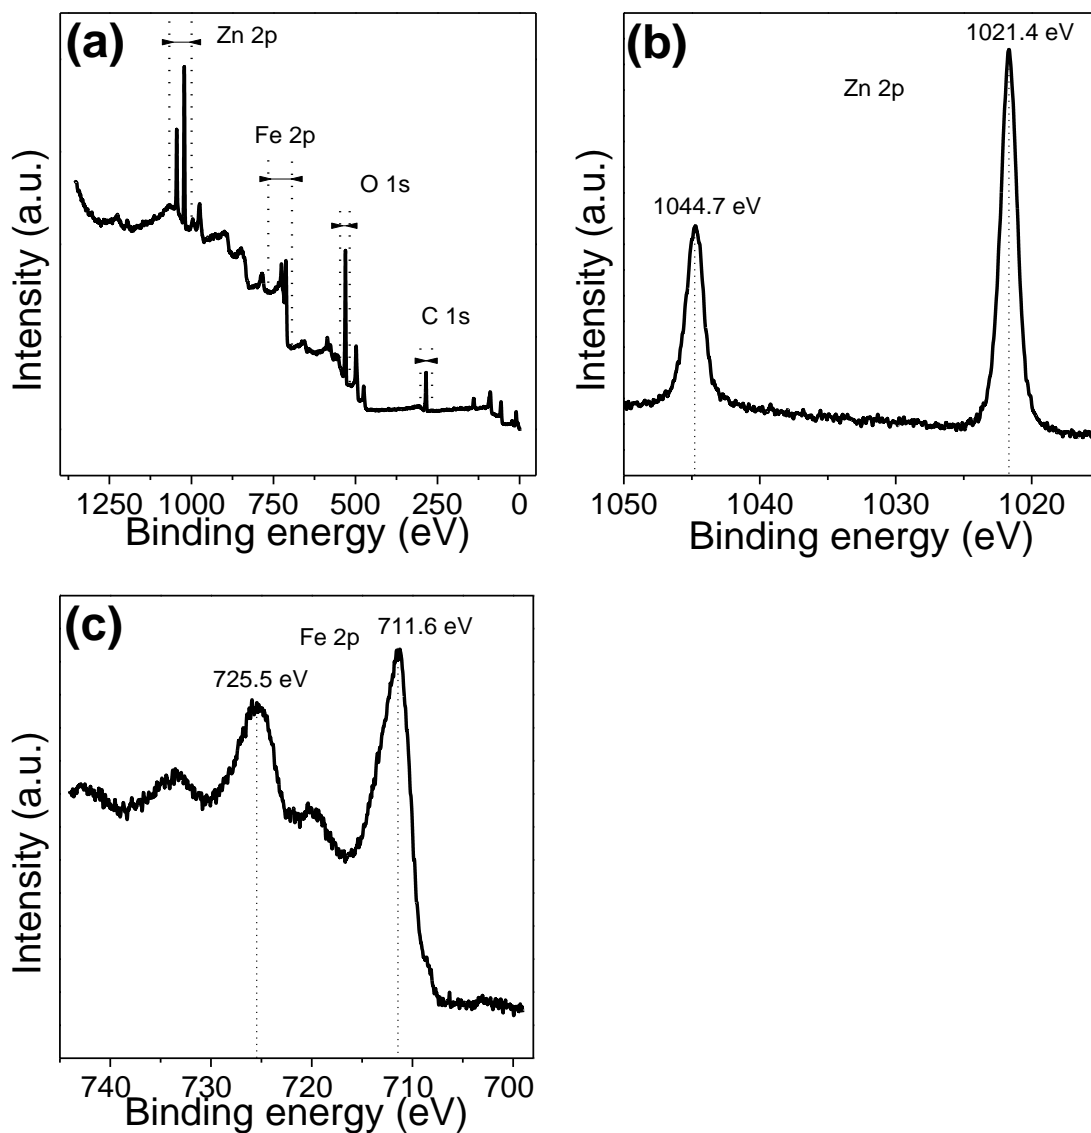 (a)
Zn 2p
Fe 2p
O 1s
C 1s
Intensity (a.u.)
1250 1000 750 500 250 0
Binding energy (eV)
(b)
1021.4 eV
Zn 2p
1044.7 eV
Intensity (a.u.)
1050 1040 1030 1020
Binding energy (eV)
(c)
711.6 eV
Fe 2p
725.5 eV
Intensity (a.u.)
740 730 720 710 700
Binding energy (eV)